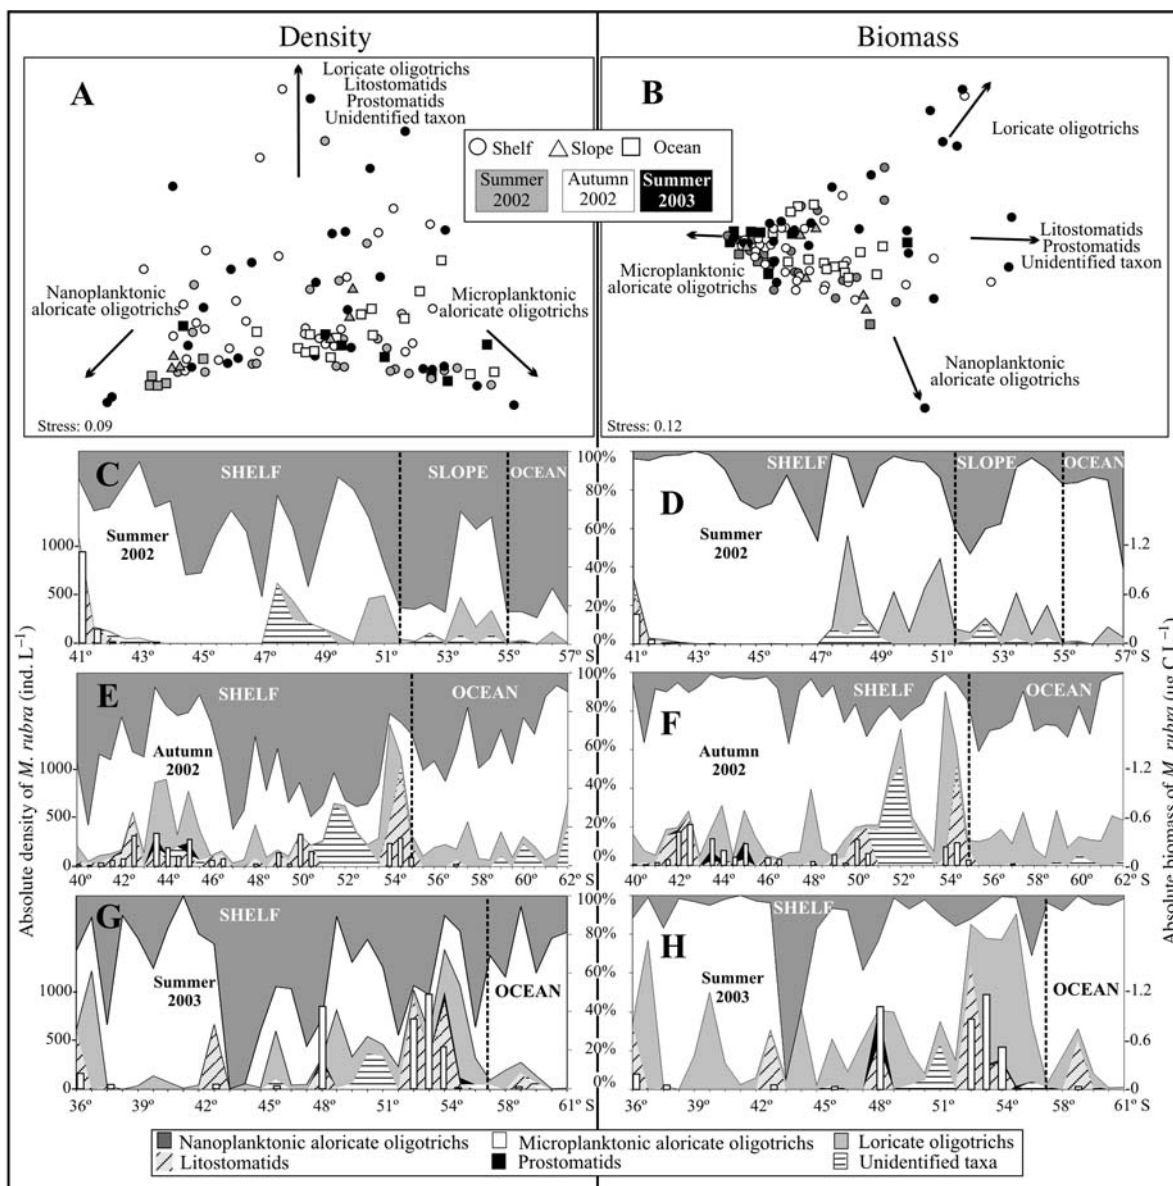 Density
Biomass
A
Loricate oligotrichs
Litostomatids
Prostomatids
Unidentified taxon
Nanoplanktonic
aloricate oligotrichs
Microplanktonic
aloricate oligotrichs
Stress: 0.09
B
Loricate oligotrichs
Litostomatids
Prostomatids
Unidentified taxon
Microplanktonic
aloricate oligotrichs
Nanoplanktonic
aloricate oligotrichs
Stress: 0.12
Shelf Slope Ocean
Summer 2002
Autumn 2002
Summer 2003
Absolute density of M. rubra (ind. L⁻¹)
C
SHELF SLOPE OCEAN
Summer
2002
1000
500
0
100%
80%
60%
40%
20%
0%
41º 45º 47º 49º 51º 55º 57º S
D
SHELF SLOPE OCEAN
Summer
2002
1.2
0.6
0
41º 45º 47º 49º 51º 55º 57º S
E
SHELF OCEAN
Autumn
2002
1000
500
0
100%
80%
60%
40%
20%
0%
40º 42º 44º 46º 48º 50º 52º 54º 56º 60º 62º S
F
SHELF OCEAN
Autumn
2002
1.2
0.6
0
40º 42º 44º 46º 48º 50º 52º 54º 56º 60º 62º S
G
SHELF
OCEAN
Summer
2003
1000
500
0
100%
80%
60%
40%
20%
0%
36º 39º 42º 45º 48º 51º 54º 61º S
H
SHELF
OCEAN
Summer
2003
1.2
0.6
0
36º 39º 42º 45º 48º 51º 54º 61º S
Absolute biomass of M. rubra (µg C L⁻¹)
Nanoplanktonic aloricate oligotrichs Microplanktonic aloricate oligotrichs Loricate oligotrichs
Litostomatids Prostomatids Unidentified taxa